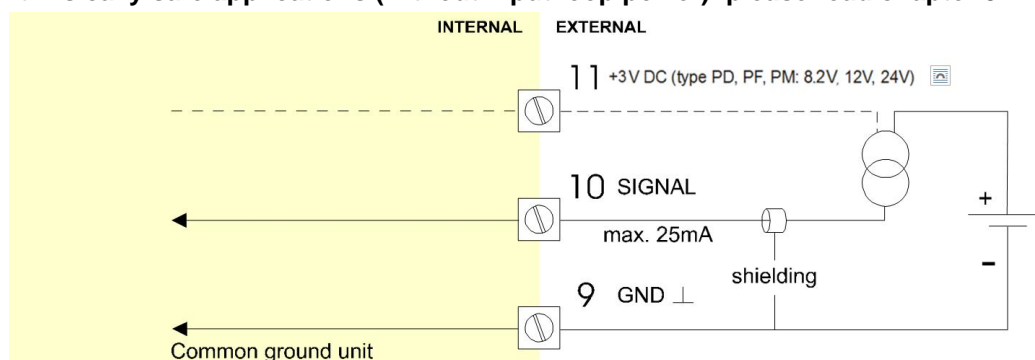 INTERNAL EXTERNAL
11 +3V DC (type PD, PF, PM: 8.2V, 12V, 24V)
10 SIGNAL
max. 25mA
+
shielding
-
9 GND ⊥
Common ground unit